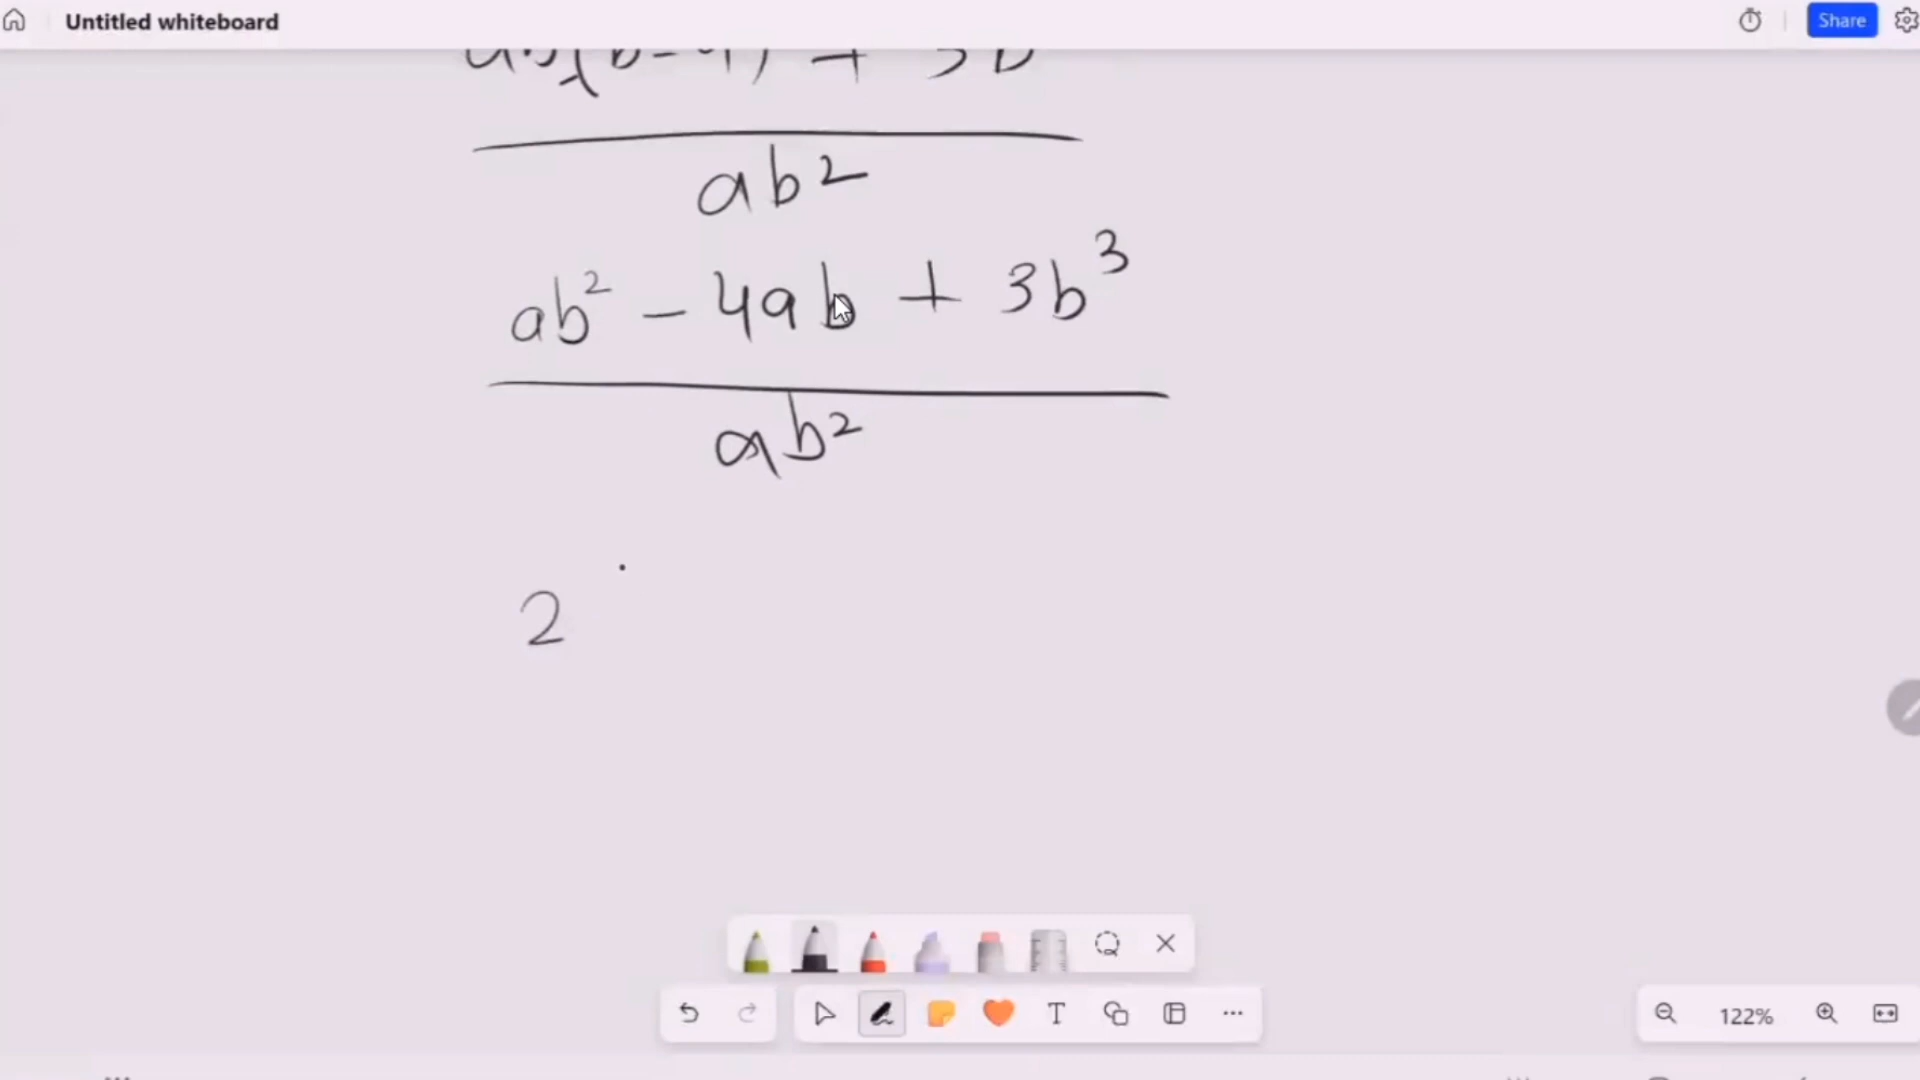 Untitled whiteboard
Share
ab²
ab² - 4ab + 3b³
ab²
2
122%